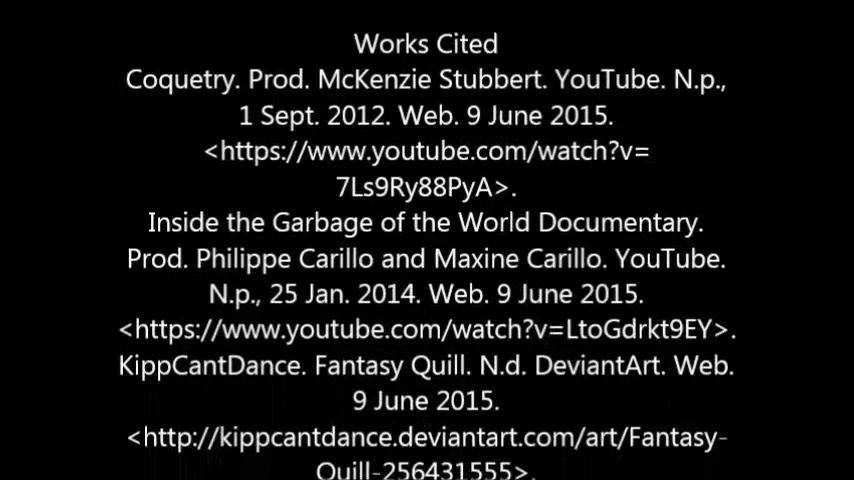 Works Cited
Coquetry. Prod. McKenzie Stubbert. YouTube. N.p.,
1 Sept. 2012. Web. 9 June 2015.
<https://www.youtube.com/watch?v=
7Ls9Ry88PyA>.
Inside the Garbage of the World Documentary.
Prod. Philippe Carillo and Maxine Carillo. YouTube.
N.p., 25 Jan. 2014. Web. 9 June 2015.
<https://www.youtube.com/watch?v=LtoGdrkt9EY>.
KippCantDance. Fantasy Quill. N.d. DeviantArt. Web.
9 June 2015.
<http://kippcantdance.deviantart.com/art/Fantasy-
Quill-256431555>.